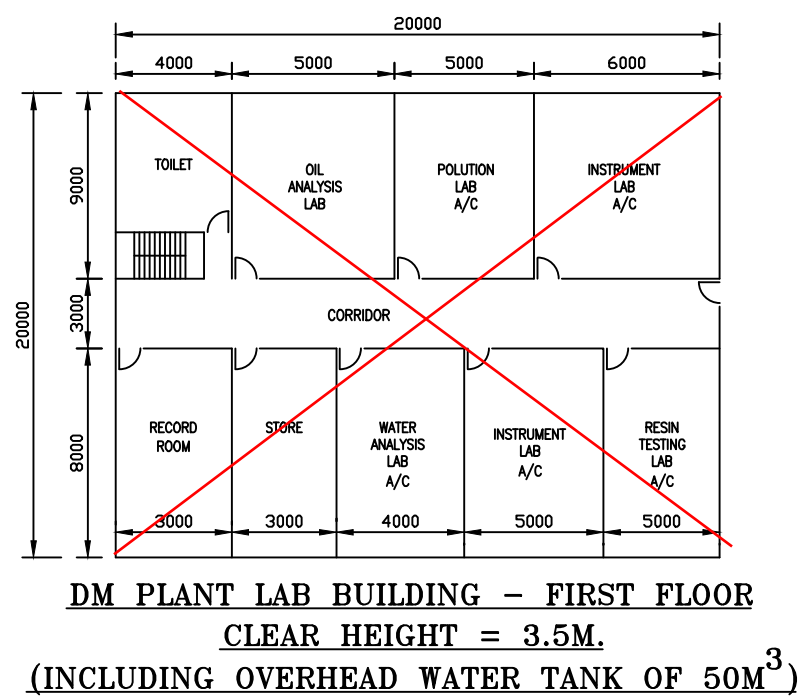 20000
4000 5000 5000 6000
TOILET
OIL
ANALYSIS
LAB
POLUTION
LAB
A/C
INSTRUMENT
LAB
A/C
9000
3000
8000
20000
CORRIDOR
RECORD
ROOM
STORE
WATER
ANALYSIS
LAB
A/C
INSTRUMENT
LAB
A/C
RESIN
TESTING
LAB
A/C
3000 3000 4000 5000 5000
DM PLANT LAB BUILDING - FIRST FLOOR
CLEAR HEIGHT = 3.5M.
(INCLUDING OVERHEAD WATER TANK OF 50M³)